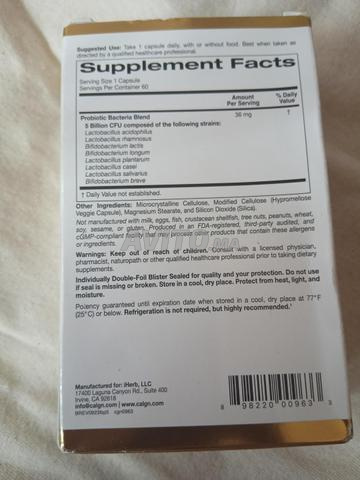 Suggested Use: Take 1 capsule daily, with or without food. Best when taken as
directed by a qualified healthcare professional.
Supplement Facts
Serving Size 1 Capsule
Servings Per Container 60
Amount Per Serving
% Daily Value
Probiotic Bacteria Blend 36 mg †
5 Billion CFU composed of the following strains:
Lactobacillus acidophilus
Lactobacillus rhamnosus
Bifidobacterium lactis
Bifidobacterium longum
Lactobacillus plantarum
Lactobacillus casei
Lactobacillus salivarius
Bifidobacterium breve
† Daily Value not established.
Other Ingredients: Microcrystalline Cellulose, Modified Cellulose (Hypromellose
Veggie Capsule), Magnesium Stearate, and Silicon Dioxide (Silica).
Not manufactured with milk, eggs, fish, crustacean shellfish, tree nuts, peanuts, wheat,
soy, sesame, or gluten. Produced in an FDA-registered, third-party audited, and
cGMP-compliant facility that may process other products that contain these allergens
or ingredients.
Warnings: Keep out of reach of children. Consult with a licensed physician,
pharmacist, naturopath or other qualified healthcare professional prior to taking dietary
supplements.
Individually Double-Foil Blister Sealed for quality and your protection. Do not use
if seal is missing or broken. Store in a cool, dry place. Protect from heat, light, and
moisture.
Potency guaranteed until expiration date when stored in a cool, dry place at 77°F
(25°C) or below. Refrigeration is not required, but highly recommended.
Manufactured for: iHerb, LLC
17400 Laguna Canyon Rd., Suite 400
Irvine, CA 92618
www.calgn.com
cgn0963
8 98220 00963 3